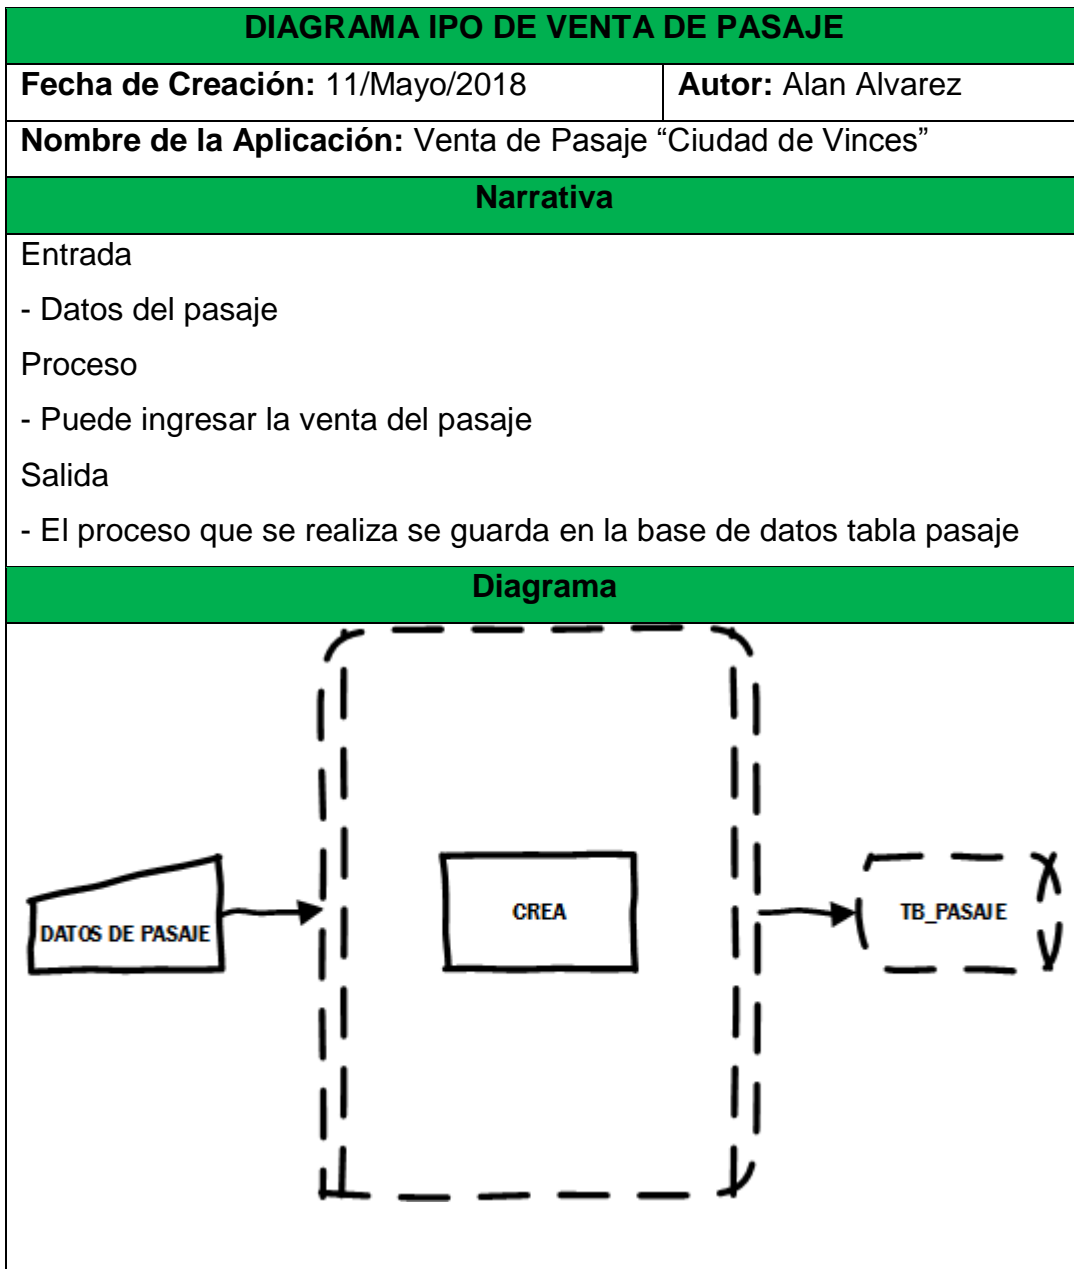 DIAGRAMA IPO DE VENTA DE PASAJE
Fecha de Creación: 11/Mayo/2018
Autor: Alan Alvarez
Nombre de la Aplicación: Venta de Pasaje “Ciudad de Vinces”
Narrativa
Entrada
- Datos del pasaje
Proceso
- Puede ingresar la venta del pasaje
Salida
- El proceso que se realiza se guarda en la base de datos tabla pasaje
Diagrama
DATOS DE PASAJE
CREA
TB_PASAJE